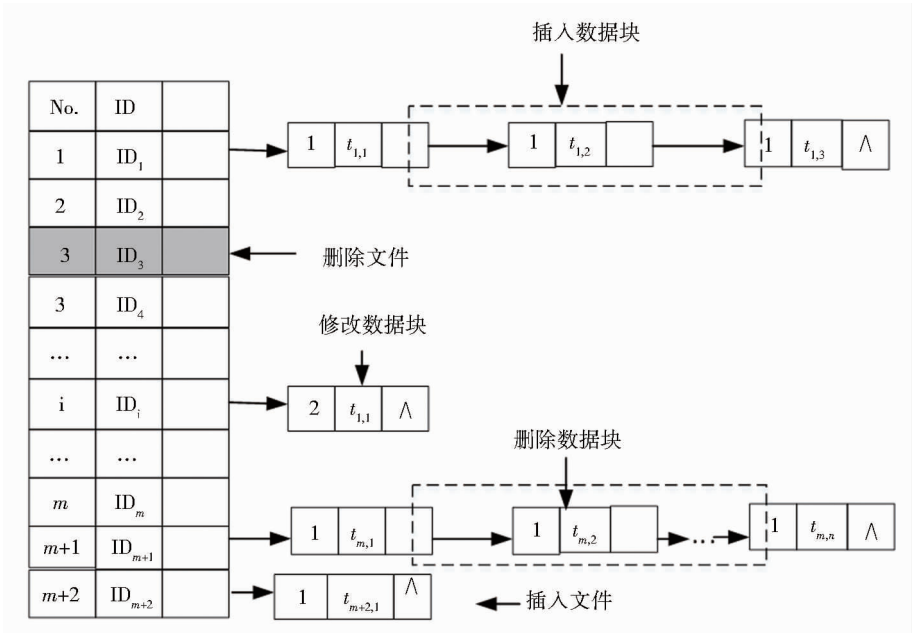 插入数据块
No. ID
1 ID₁
1 t₁,₁
1 t₁,₂
1 t₁,₃ ∧
2 ID₂
3 ID₃
删除文件
3 ID₄
修改数据块
... ...
i IDᵢ
2 t₁,₁ ∧
删除数据块
... ...
m IDₘ
1 tₘ,₁
1 tₘ,₂
...
1 tₘ,ₙ ∧
m+1 IDₘ₊₁
m+2 IDₘ₊₂
1 tₘ₊₂,₁ ∧
插入文件